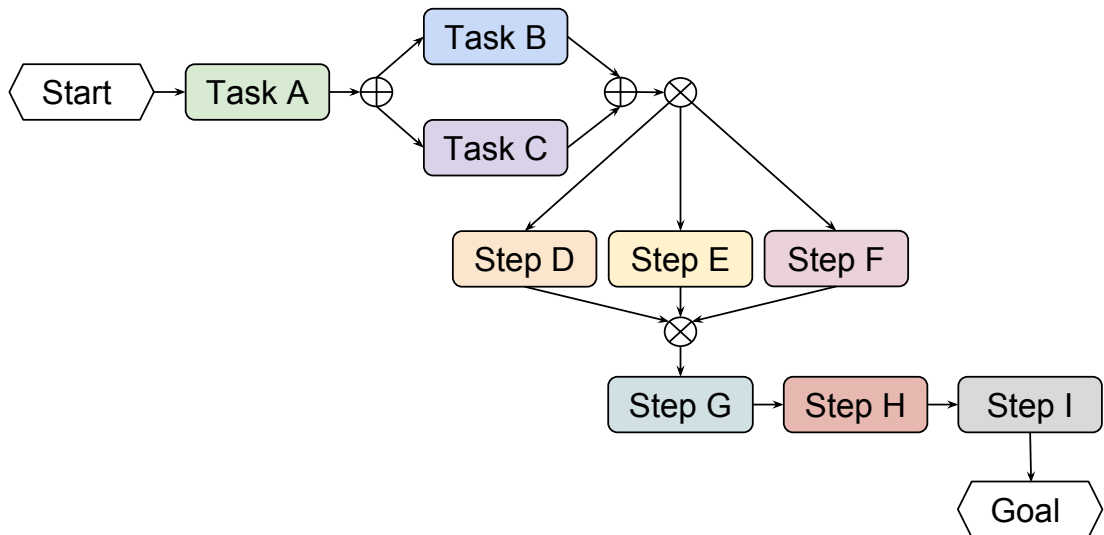 Start
Task A
Task B
Task C
Step D
Step E
Step F
Step G
Step H
Step I
Goal